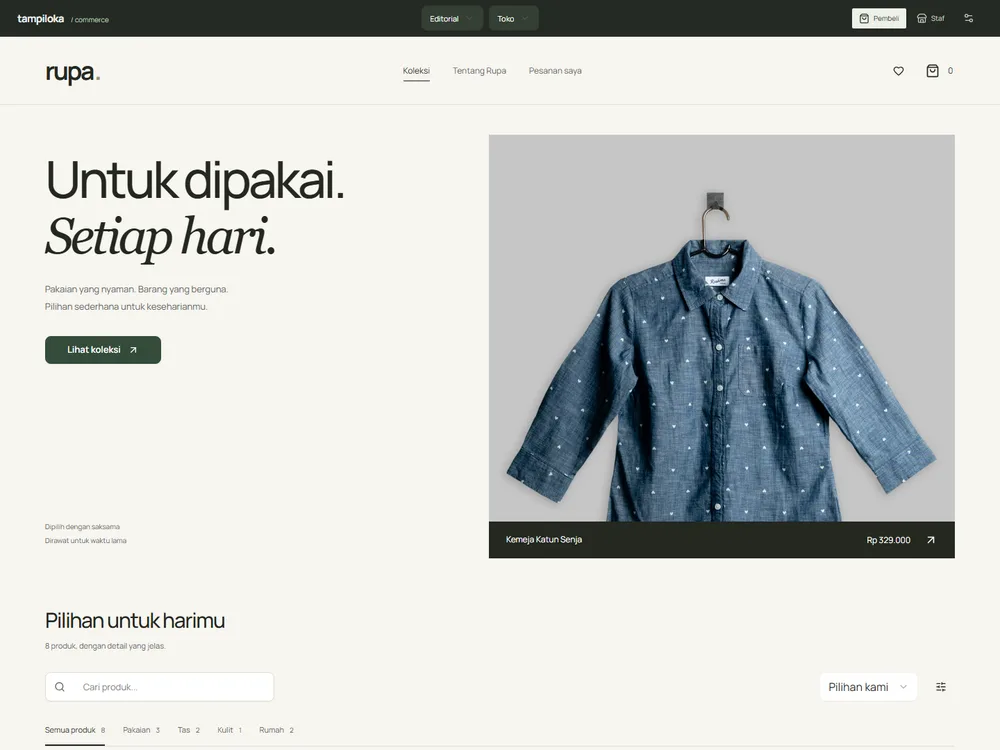 tampiloka / commerce
Editorial
Toko
Pembeli
Staf
rupa.
Koleksi
Tentang Rupa
Pesanan saya
0
Untuk dipakai.
Setiap hari.
Pakaian yang nyaman. Barang yang berguna.
Pilihan sederhana untuk keseharianmu.
Lihat koleksi
Dipilih dengan saksama
Dirawat untuk waktu lama
Kemeja Katun Senja
Rp 329.000
Pilihan untuk harimu
8 produk, dengan detail yang jelas.
Cari produk...
Pilihan kami
Semua produk 8
Pakaian 3
Tas 2
Kulit 1
Rumah 2